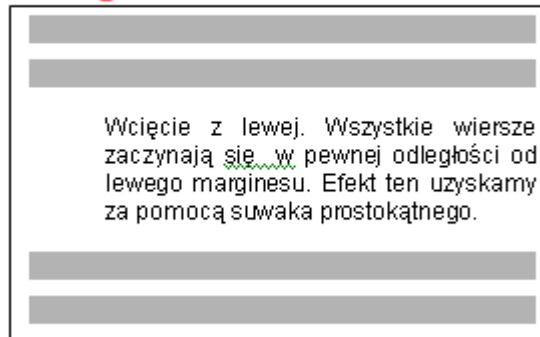 Wcięcie z lewej. Wszystkie wiersze
zaczynają się w pewnej odległości od
lewego marginesu. Efekt ten uzyskamy
za pomocą suwaka prostokątnego.